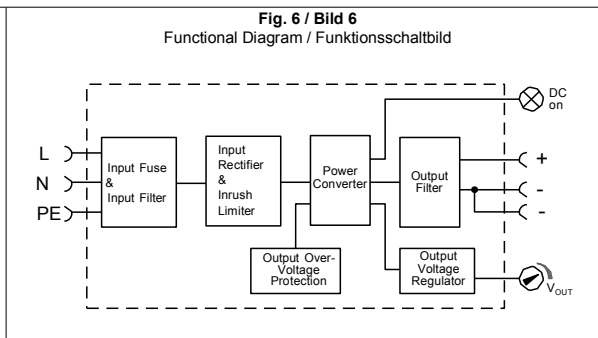 Fig. 6 / Bild 6
Functional Diagram / Funktionsschaltbild
DC
on
L
N
PE
Input Fuse
&
Input Filter
Input
Rectifier
&
Inrush
Limiter
Power
Converter
Output
Filter
+
-
-
Output Over-
Voltage
Protection
Output
Voltage
Regulator
VOUT